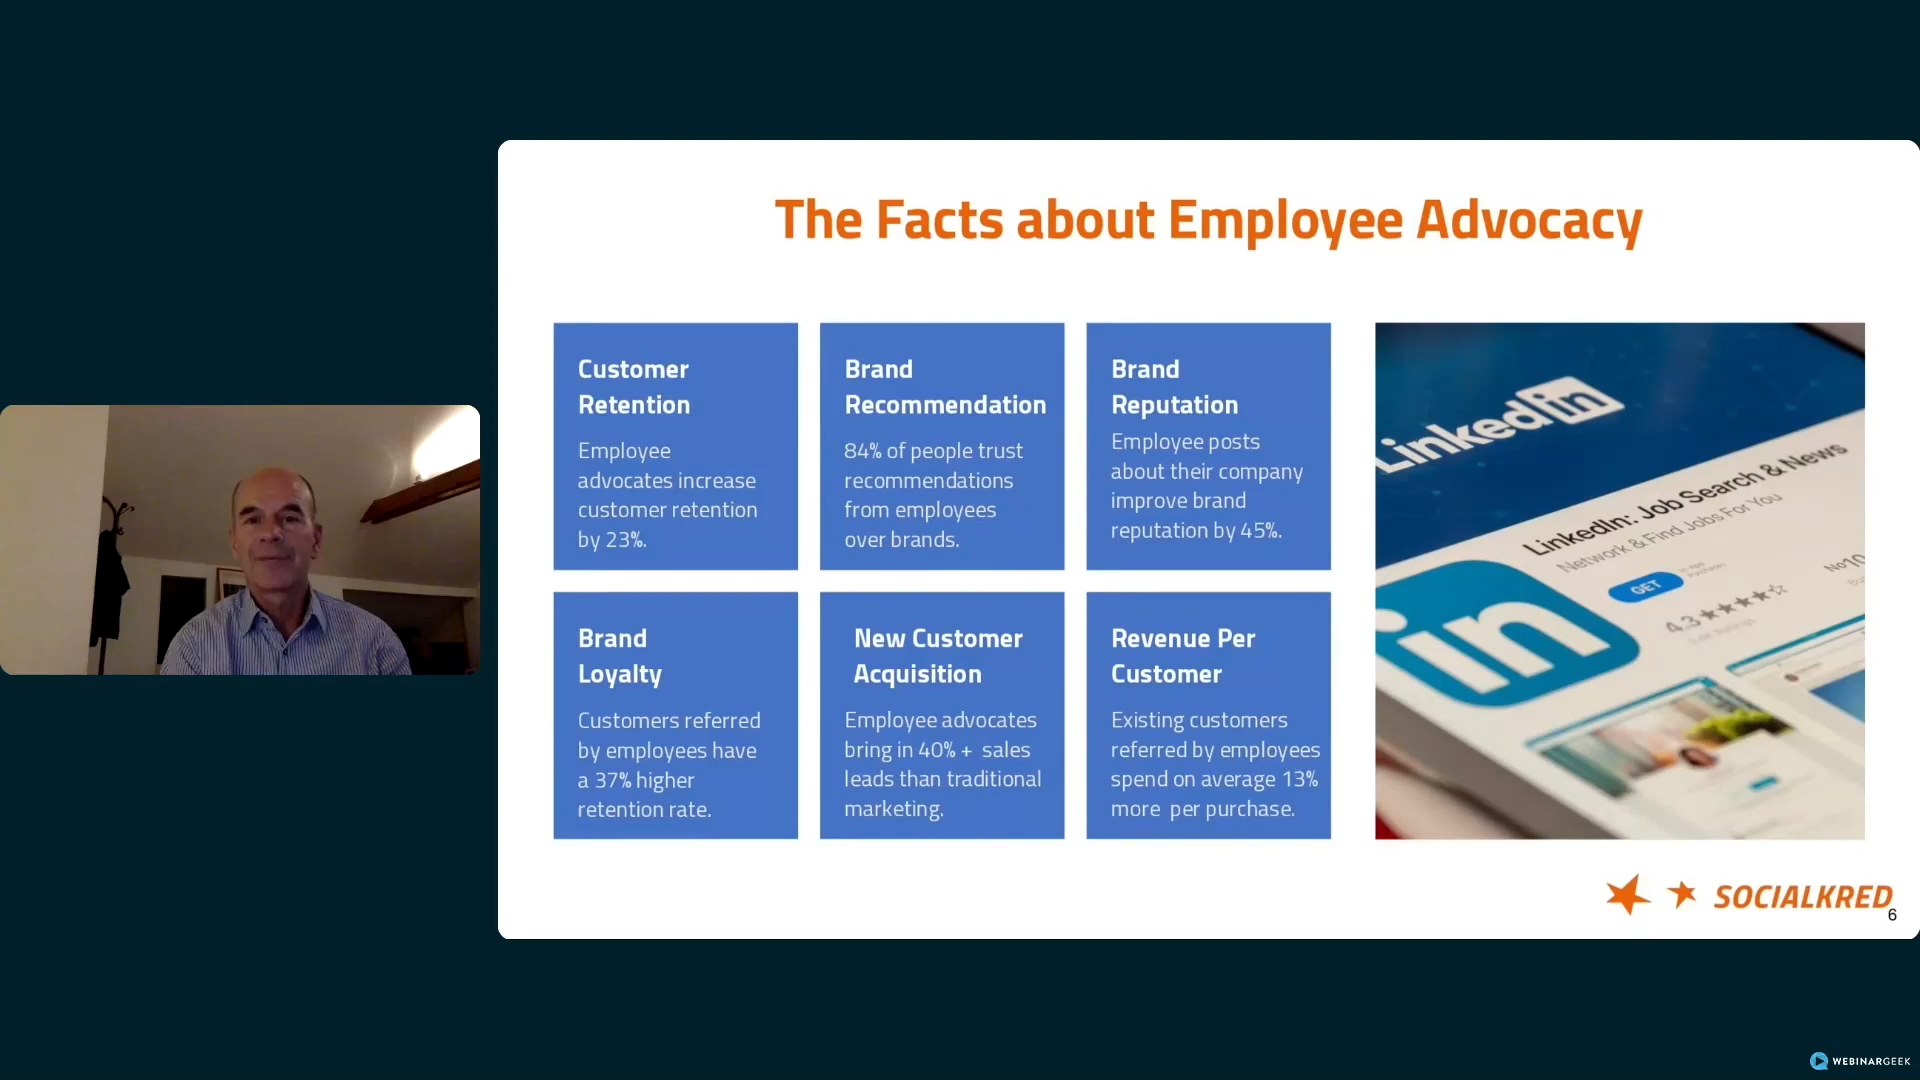 The Facts about Employee Advocacy
Customer
Retention
Employee
advocates increase
customer retention
by 23%.
Brand
Recommendation
84% of people trust
recommendations
from employees
over brands.
Brand
Reputation
Employee posts
about their company
improve brand
reputation by 45%.
Brand
Loyalty
Customers referred
by employees have
a 37% higher
retention rate.
New Customer
Acquisition
Employee advocates
bring in 40% + sales
leads than traditional
marketing.
Revenue Per
Customer
Existing customers
referred by employees
spend on average 13%
more per purchase.
LinkedIn
LinkedIn: Job Search & News
Network & Find Jobs For You
GET
4.3 ★★★★☆
No10
in
SOCIALKRED
6
WEBINARGEEK